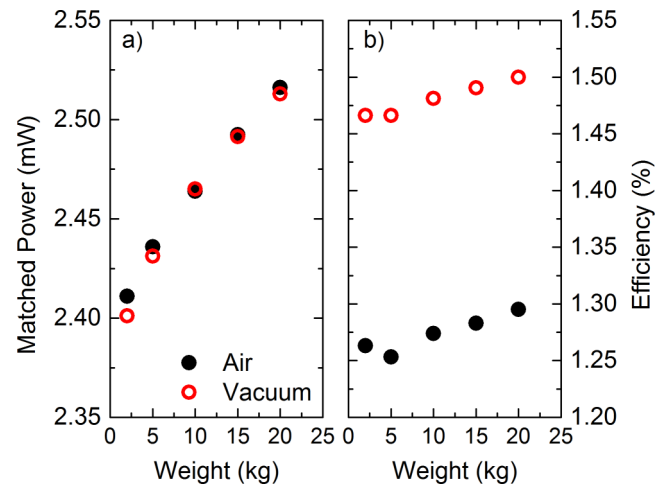 a)
b)
2.55
2.50
2.45
2.40
2.35
Matched Power (mW)
Air
Vacuum
0 5 10 15 20 25
Weight (kg)
0 5 10 15 20 25
Weight (kg)
1.55
1.50
1.45
1.40
1.35
1.30
1.25
1.20
Efficiency (%)